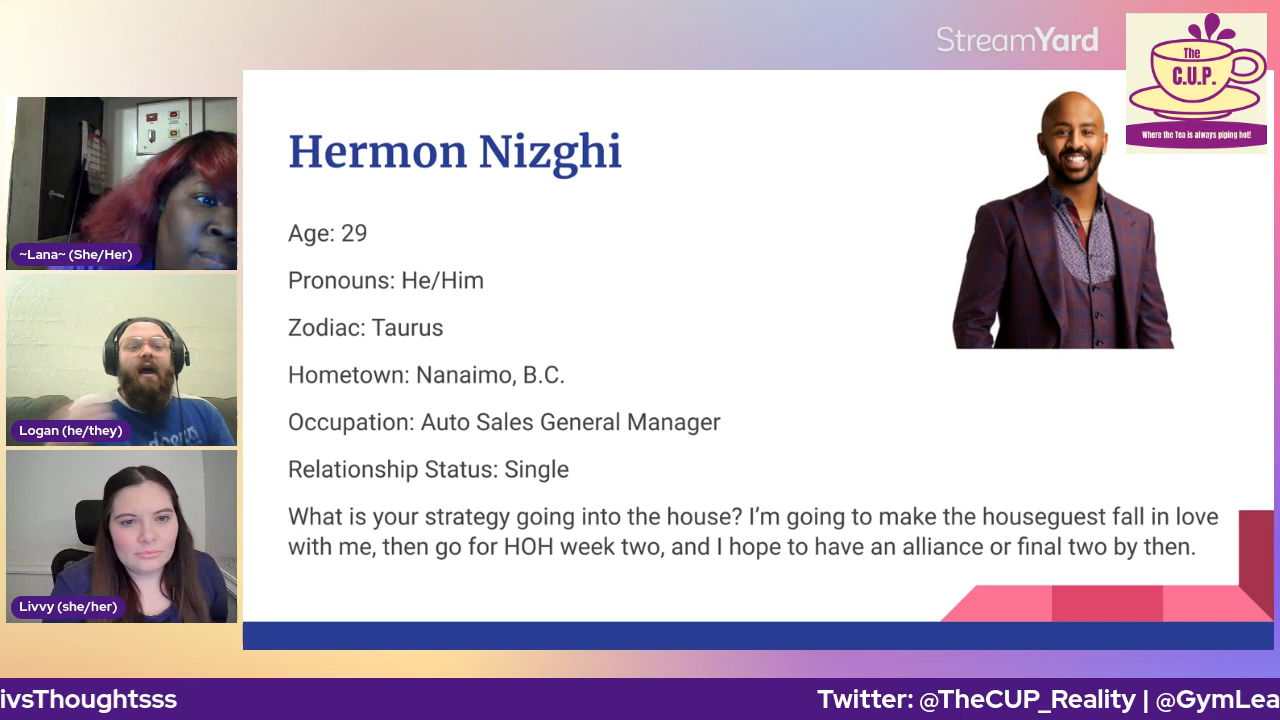 StreamYard
The
C.U.P.
Where the Tea is always piping hot!
Hermon Nizghi
Age: 29
Pronouns: He/Him
Zodiac: Taurus
Hometown: Nanaimo, B.C.
Occupation: Auto Sales General Manager
Relationship Status: Single
What is your strategy going into the house? I’m going to make the houseguest fall in love
with me, then go for HOH week two, and I hope to have an alliance or final two by then.
~Lana~ (She/Her)
Logan (he/they)
Livvy (she/her)
ivsThoughtsss
Twitter: @TheCUP_Reality | @GymLea